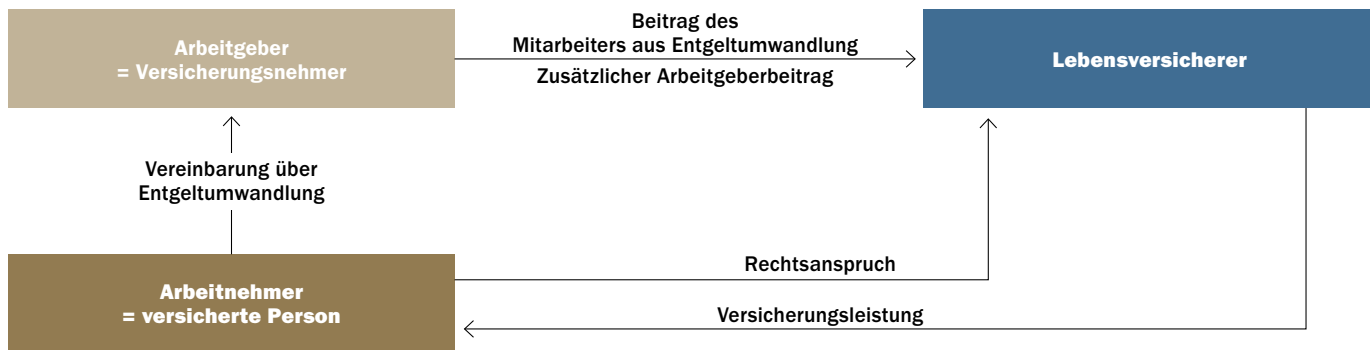 Arbeitgeber
= Versicherungsnehmer
Beitrag des
Mitarbeiters aus Entgeltumwandlung
Zusätzlicher Arbeitgeberbeitrag
Lebensversicherer
Vereinbarung über
Entgeltumwandlung
Arbeitnehmer
= versicherte Person
Rechtsanspruch
Versicherungsleistung